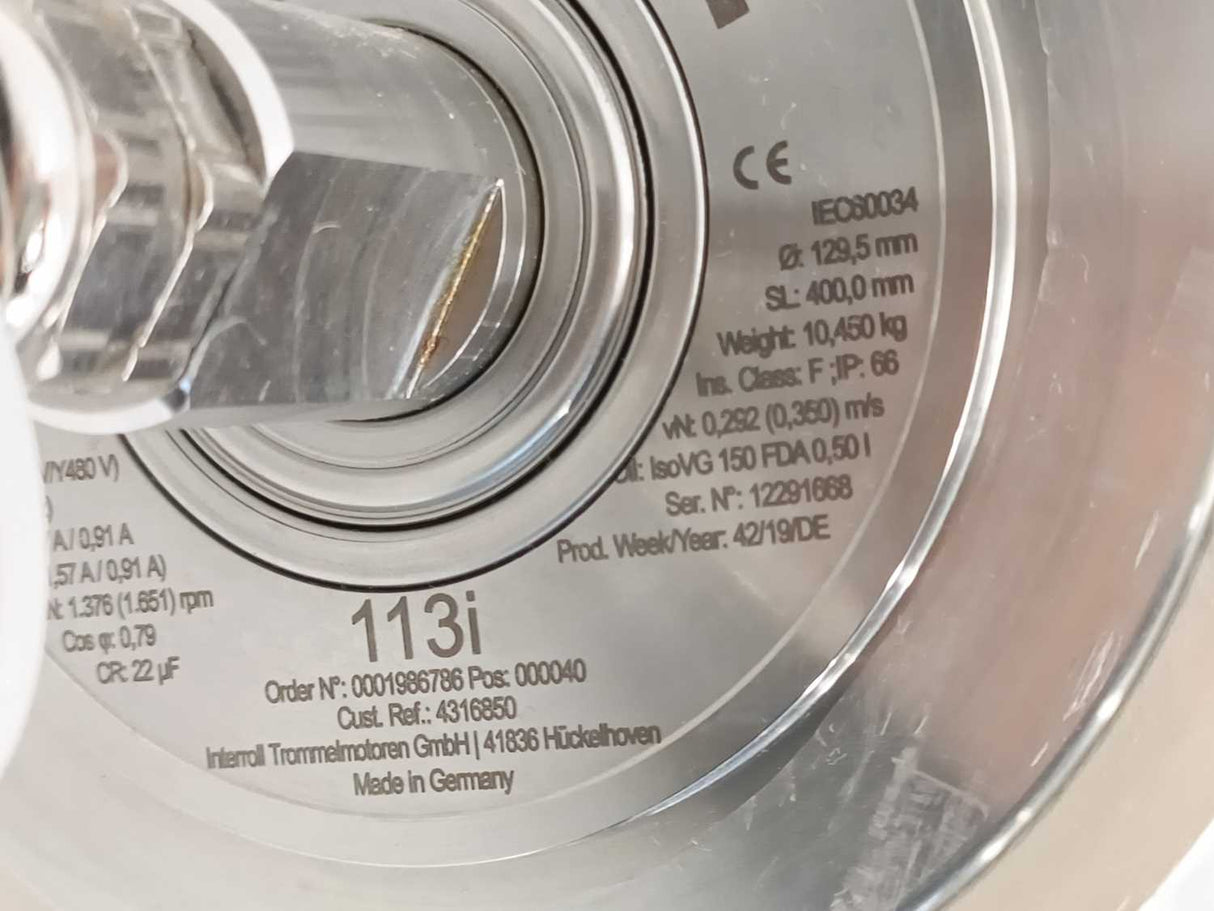 CE
IEC60034
Ø: 129,5 mm
SL: 400,0 mm
Weight: 10,450 kg
Ins. Class: F ;IP: 66
vN: 0,292 (0,350) m/s
Oil: IsoVG 150 FDA 0,50 l
Ser. N°: 12291668
Prod. Week/Year: 42/19/DE
/Y480 V)
)
A / 0,91 A
,57 A / 0,91 A)
N: 1.376 (1.651) rpm
Cos φ: 0,79
CR: 22 µF
113i
Order N°: 0001986786 Pos: 000040
Cust. Ref.: 4316850
Interroll Trommelmotoren GmbH | 41836 Hückelhoven
Made in Germany